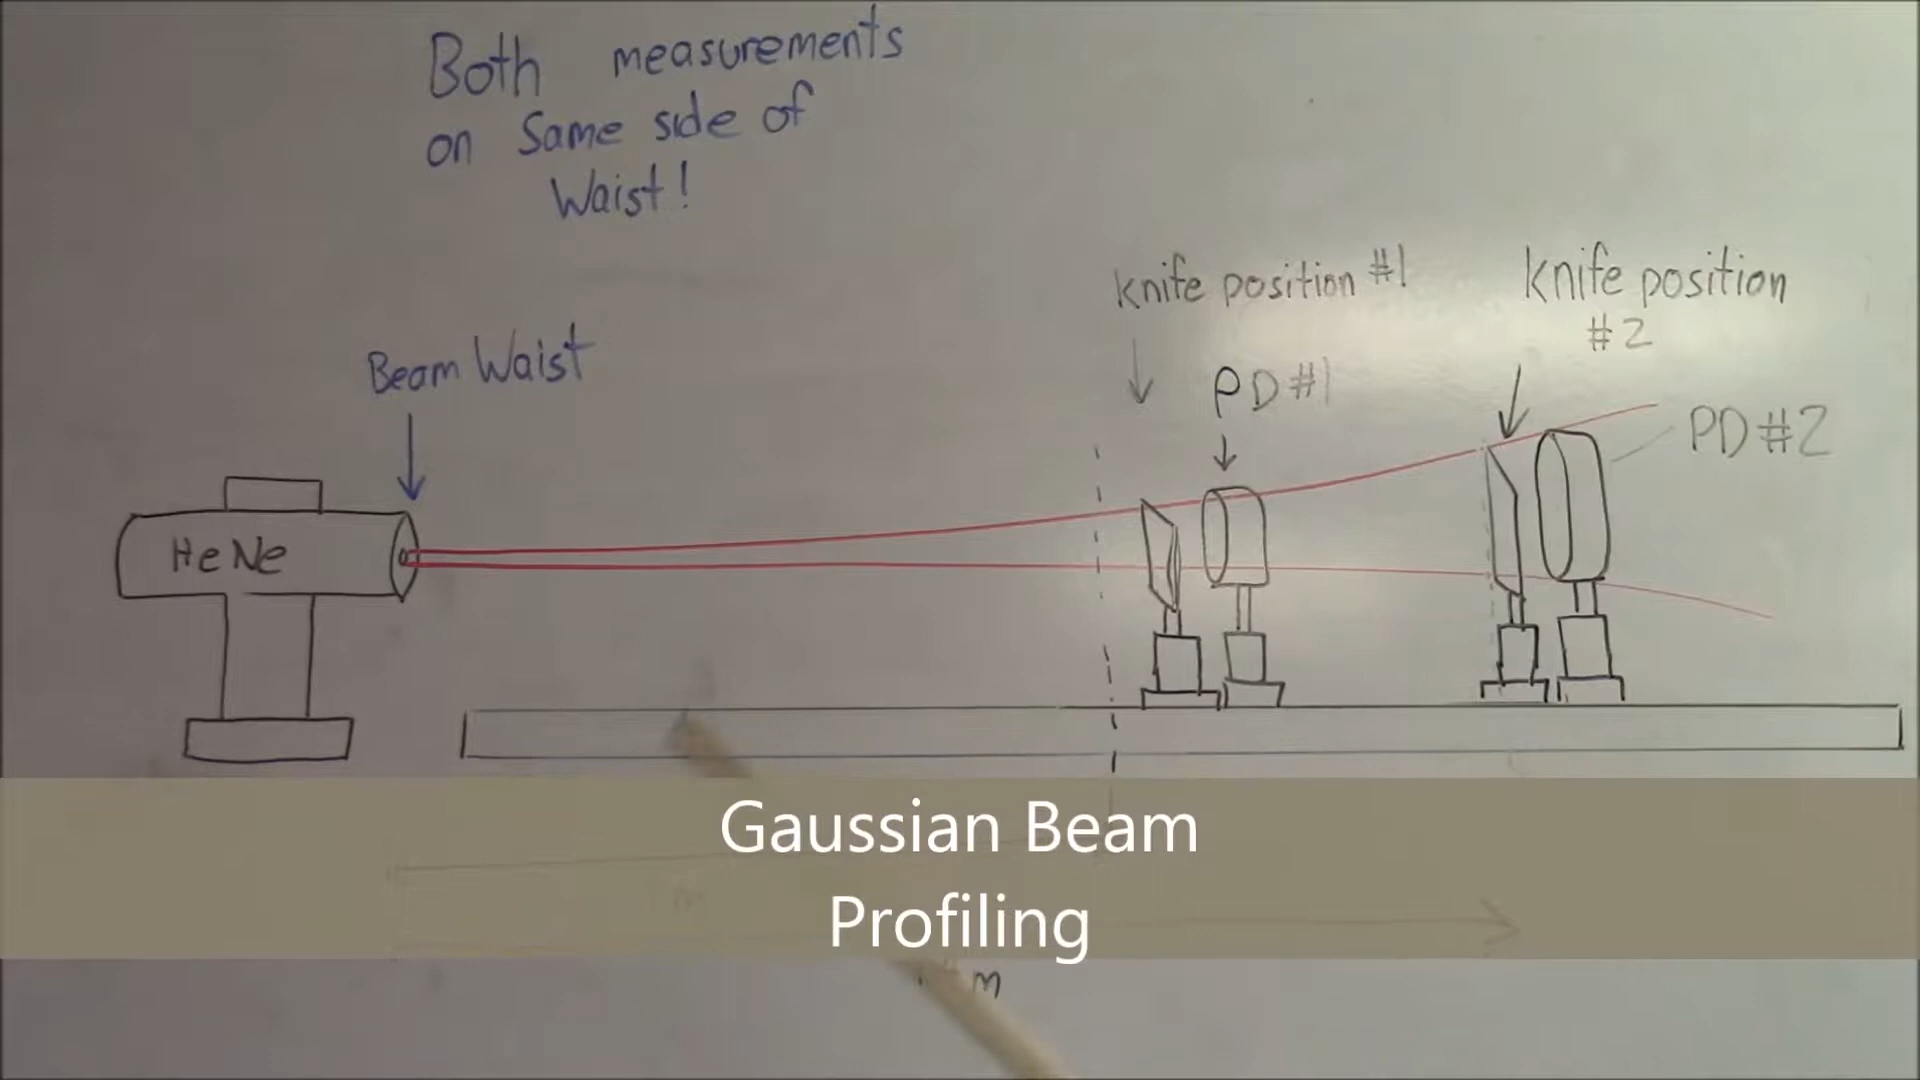 Both measurements
on Same side of
Waist!
Knife position #1
Knife position
#2
Beam Waist
PD#1
PD#2
HeNe
Gaussian Beam
Profiling
m
m